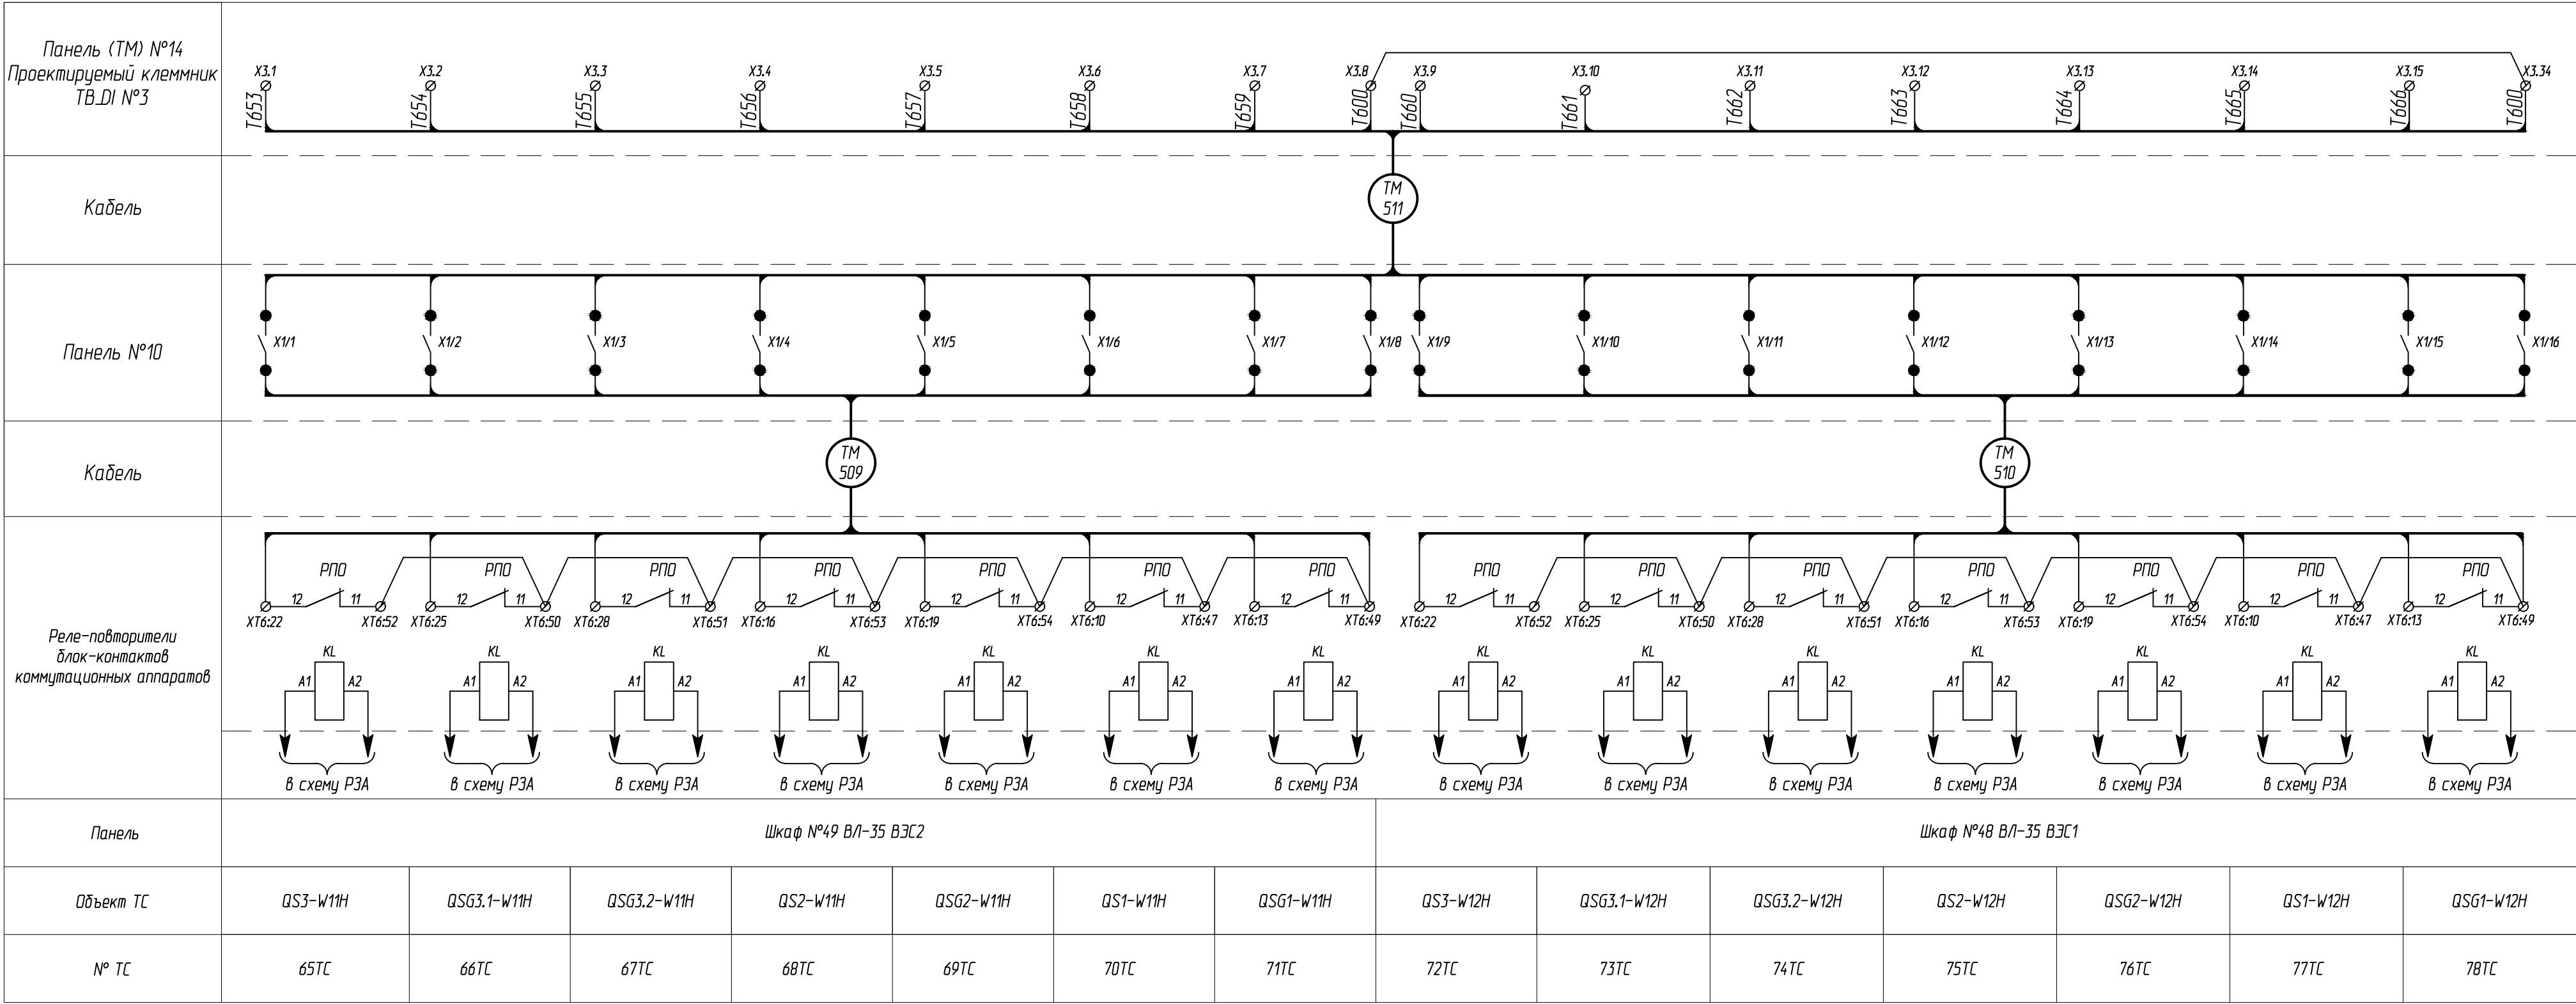 Панель (ТМ) №14
Проектируемый клеммник
TB_DI №3
X3.1 X3.2 X3.3 X3.4 X3.5 X3.6 X3.7 X3.8 X3.9 X3.10 X3.11 X3.12 X3.13 X3.14 X3.15 X3.34
T653 T654 T655 T656 T657 T658 T659 T600 T660 T661 T662 T663 T664 T665 T666 T600
Кабель
ТМ
511
Панель №10
X1/1 X1/2 X1/3 X1/4 X1/5 X1/6 X1/7 X1/8 X1/9 X1/10 X1/11 X1/12 X1/13 X1/14 X1/15 X1/16
Кабель
ТМ
509
ТМ
510
Реле-повторители
блок-контактов
коммутационных аппаратов
РПО РПО РПО РПО РПО РПО РПО РПО РПО РПО РПО РПО РПО РПО
12 11 12 11 12 11 12 11 12 11 12 11 12 11 12 11 12 11 12 11 12 11 12 11 12 11 12 11
XT6:22 XT6:52 XT6:25 XT6:50 XT6:28 XT6:51 XT6:16 XT6:53 XT6:19 XT6:54 XT6:10 XT6:47 XT6:13 XT6:49 XT6:22 XT6:52 XT6:25 XT6:50 XT6:28 XT6:51 XT6:16 XT6:53 XT6:19 XT6:54 XT6:10 XT6:47 XT6:13 XT6:49
KL KL KL KL KL KL KL KL KL KL KL KL KL KL
A1 A2 A1 A2 A1 A2 A1 A2 A1 A2 A1 A2 A1 A2 A1 A2 A1 A2 A1 A2 A1 A2 A1 A2 A1 A2 A1 A2
в схему РЗА в схему РЗА в схему РЗА в схему РЗА в схему РЗА в схему РЗА в схему РЗА в схему РЗА в схему РЗА в схему РЗА в схему РЗА в схему РЗА в схему РЗА в схему РЗА
Панель Шкаф №49 ВЛ-35 ВЭС2 Шкаф №48 ВЛ-35 ВЭС1
Объект ТС QS3-W11H QSG3.1-W11H QSG3.2-W11H QS2-W11H QSG2-W11H QS1-W11H QSG1-W11H QS3-W12H QSG3.1-W12H QSG3.2-W12H QS2-W12H QSG2-W12H QS1-W12H QSG1-W12H
№ ТС 65ТС 66ТС 67ТС 68ТС 69ТС 70ТС 71ТС 72ТС 73ТС 74ТС 75ТС 76ТС 77ТС 78ТС